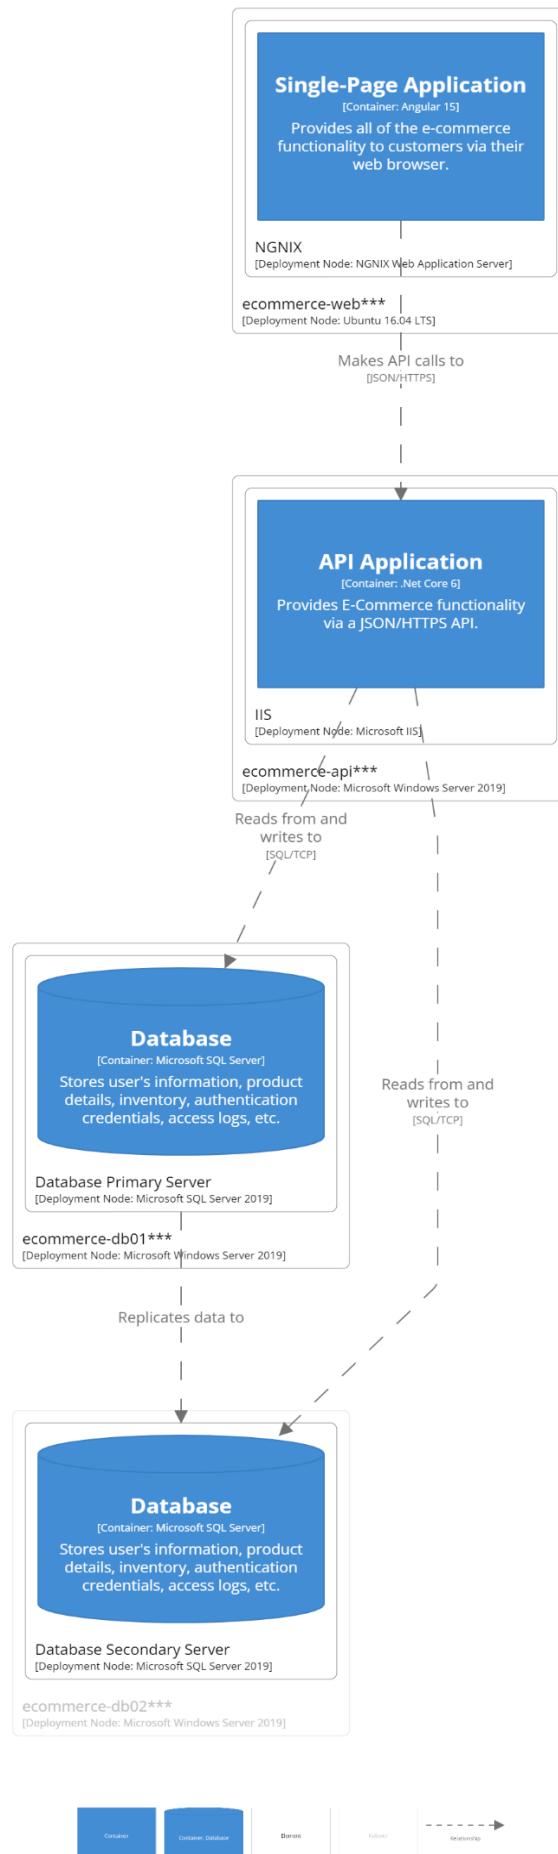 Single-Page Application
[Container: Angular 15]
Provides all of the e-commerce
functionality to customers via their
web browser.
NGNIX
[Deployment Node: NGNIX Web Application Server]
ecommerce-web***
[Deployment Node: Ubuntu 16.04 LTS]
Makes API calls to
[JSON/HTTPS]
API Application
[Container: .Net Core 6]
Provides E-Commerce functionality
via a JSON/HTTPS API.
IIS
[Deployment Node: Microsoft IIS]
ecommerce-api***
[Deployment Node: Microsoft Windows Server 2019]
Reads from and
writes to
[SQL/TCP]
Database
[Container: Microsoft SQL Server]
Stores user's information, product
details, inventory, authentication
credentials, access logs, etc.
Database Primary Server
[Deployment Node: Microsoft SQL Server 2019]
ecommerce-db01***
[Deployment Node: Microsoft Windows Server 2019]
Reads from and
writes to
[SQL/TCP]
Replicates data to
Database
[Container: Microsoft SQL Server]
Stores user's information, product
details, inventory, authentication
credentials, access logs, etc.
Database Secondary Server
[Deployment Node: Microsoft SQL Server 2019]
ecommerce-db02***
[Deployment Node: Microsoft Windows Server 2019]
Container
Container, Database
Failover
Relationship